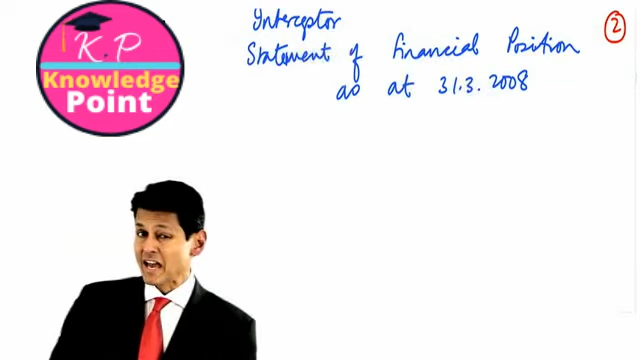 K.P
Knowledge
Point
Interceptor
Statement of Financial Position
as at 31.3.2008
2